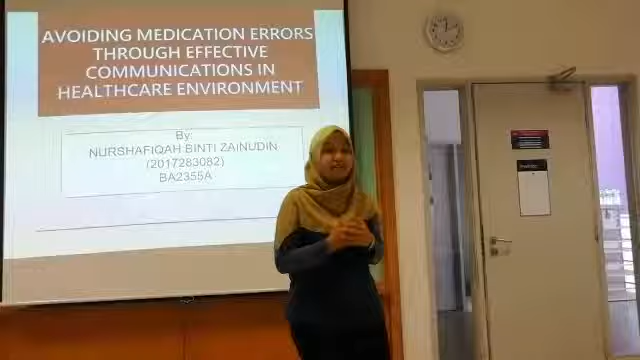 AVOIDING MEDICATION ERRORS
THROUGH EFFECTIVE
COMMUNICATIONS IN
HEALTHCARE ENVIRONMENT
By:
NURSHAFIQAH BINTI ZAINUDIN
(2017283082)
BA2355A